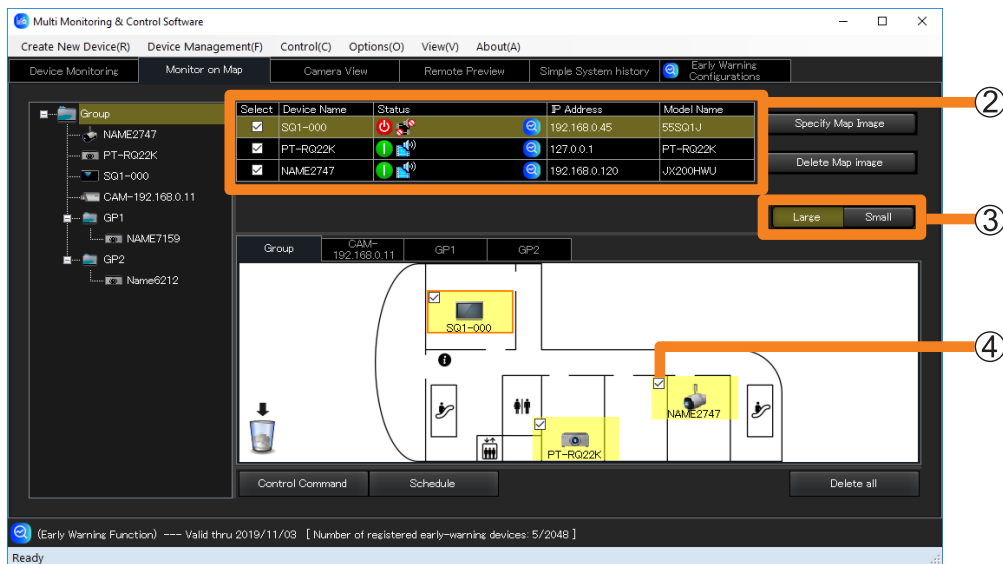 Multi Monitoring & Control Software
Create New Device(R) Device Management(F) Control(C) Options(O) View(V) About(A)
Device Monitoring Monitor on Map Camera View Remote Preview Simple System history Early Warning Configurations
Group
NAME2747
PT-RQ22K
SQ1-000
CAM-192.168.0.11
GP1
NAME7159
GP2
Name6212
Select Device Name Status IP Address Model Name
SQ1-000 192.168.0.45 55SQ1J
PT-RQ22K 127.0.0.1 PT-RQ22K
NAME2747 192.168.0.120 JX200HWU
②
Specify Map Image
Delete Map image
Large Small
③
Group CAM-192.168.0.11 GP1 GP2
SQ1-000
④
NAME2747
PT-RQ22K
Control Command Schedule Delete all
(Early Warning Function) --- Valid thru 2019/11/03 [ Number of registered early-warning devices: 5/2048 ]
Ready